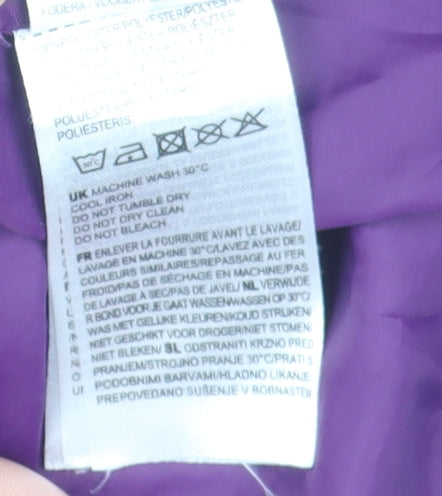 POLIESTERIS.
30°C
UK MACHINE WASH 30°C
COOL IRON
DO NOT TUMBLE DRY
DO NOT DRY CLEAN
DO NOT BLEACH
FR ENLEVER LA FOURRURE AVANT LE LAVAGE/
LAVAGE EN MACHINE 30°C/LAVEZ AVEC DES
COULEURS SIMILAIRES/REPASSAGE AU FER
FROID/PAS DE SÉCHAGE EN MACHINE/PAS
DE LAVAGE À SEC/PAS DE JAVEL/ NL VERWIJDE
R BOND VOOR JE GAAT WASSEN/WASSEN OP 30°C/
WAS MET GELIJKE KLEUREN/KOUD STRIJKEN/
NIET GESCHIKT VOOR DROGER/NIET STOMEN/
NIET BLEKEN/ SL ODSTRANITI KRZNO PRED
PRANJEM/STROJNO PRANJE 30°C/PRATI S
PODOBNIMI BARVAMI/HLADNO LIKANJE
PREPOVEDANO SUŠENJE V BOBNASTEM